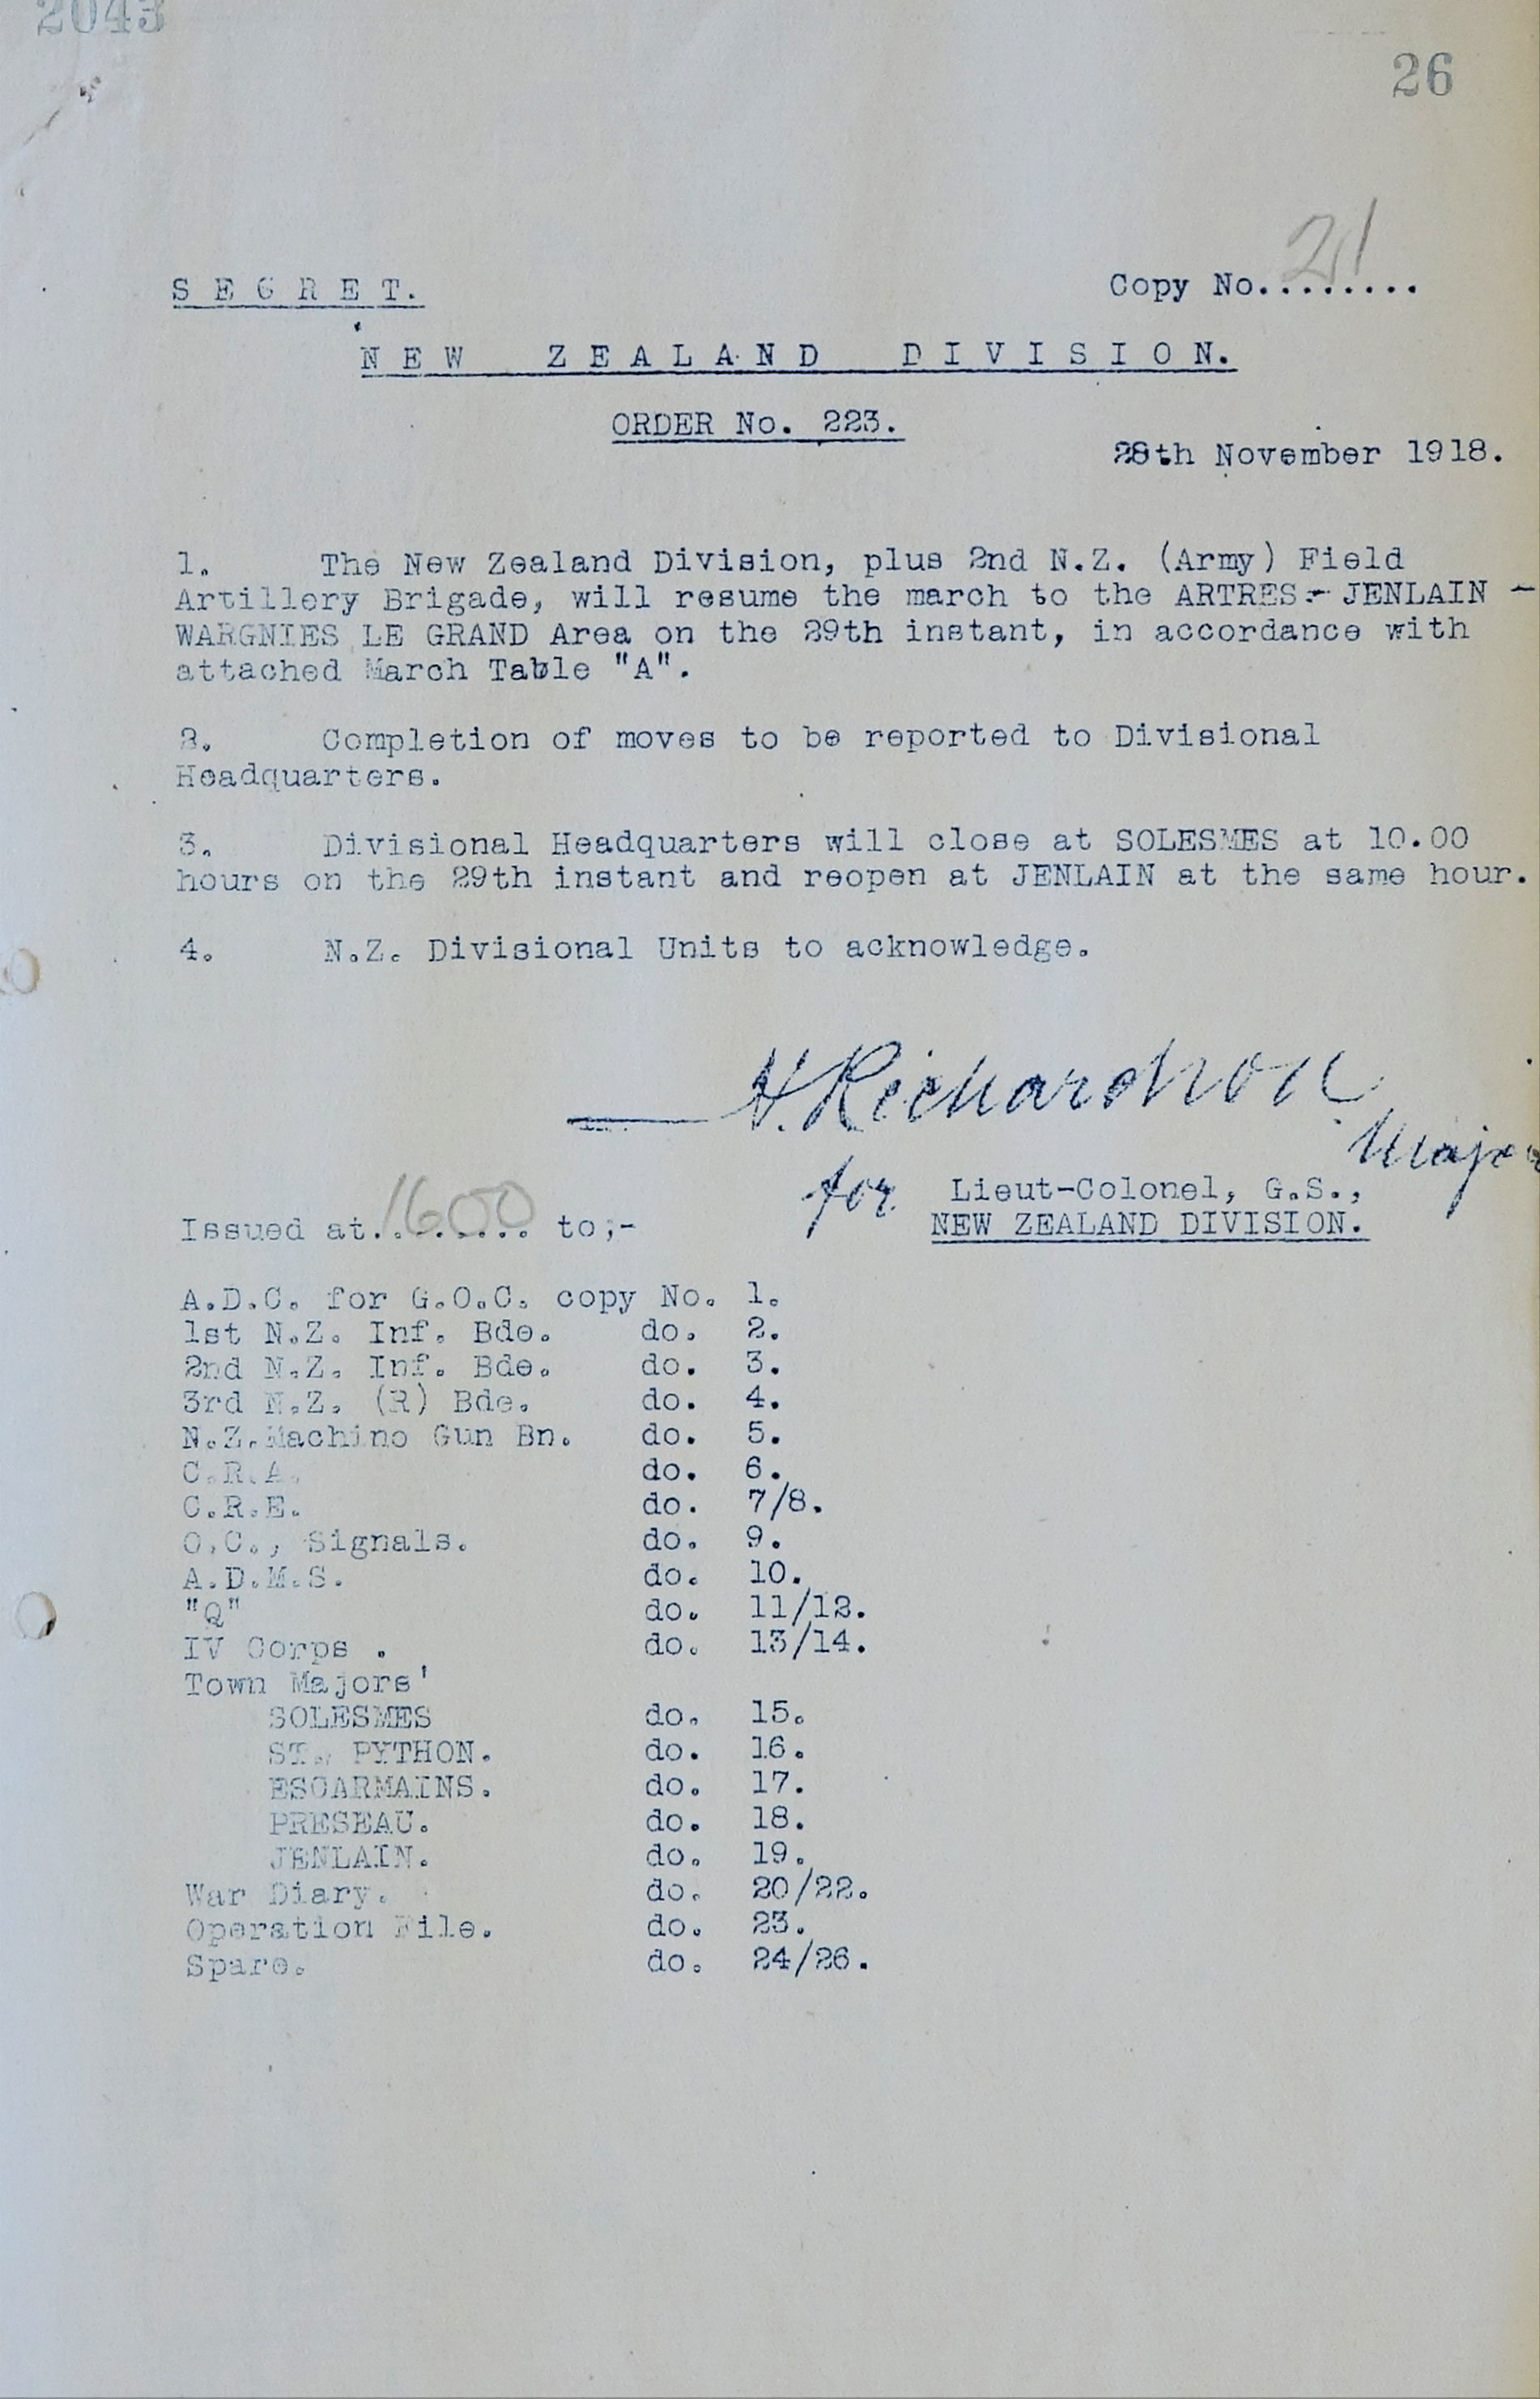 2043
26
S E C R E T.
Copy No........ 21
N E W Z E A L A N D D I V I S I O N.
ORDER No. 223.
28th November 1918.
1. The New Zealand Division, plus 2nd N.Z. (Army) Field
Artillery Brigade, will resume the march to the ARTRES - JENLAIN -
WARGNIES LE GRAND Area on the 29th instant, in accordance with
attached March Table "A".
2. Completion of moves to be reported to Divisional
Headquarters.
3. Divisional Headquarters will close at SOLESMES at 10.00
hours on the 29th instant and reopen at JENLAIN at the same hour.
4. N.Z. Divisional Units to acknowledge.
H. Richardson
Major
for Lieut-Colonel, G.S.,
NEW ZEALAND DIVISION.
Issued at 1600 to;-
A.D.C. for G.O.C. copy No. 1.
1st N.Z. Inf. Bde. do. 2.
2nd N.Z. Inf. Bde. do. 3.
3rd N.Z. (R) Bde. do. 4.
N.Z. Machine Gun Bn. do. 5.
C.R.A. do. 6.
C.R.E. do. 7/8.
O.C., Signals. do. 9.
A.D.M.S. do. 10.
"Q" do. 11/12.
IV Corps . do. 13/14.
Town Majors'
SOLESMES do. 15.
ST. PYTHON. do. 16.
ESCARMAINS. do. 17.
PRESEAU. do. 18.
JENLAIN. do. 19.
War Diary. do. 20/22.
Operation File. do. 23.
Spare. do. 24/26.